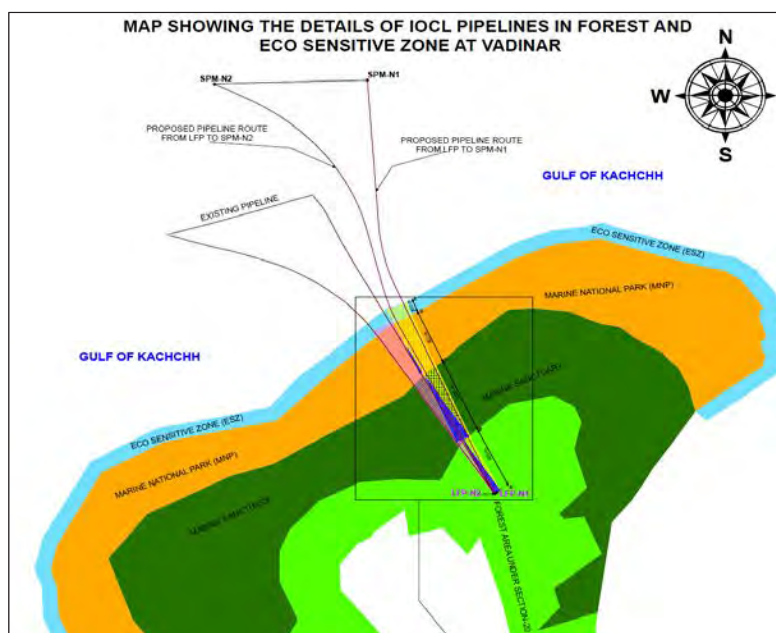 MAP SHOWING THE DETAILS OF IOCL PIPELINES IN FOREST AND
ECO SENSITIVE ZONE AT VADINAR
N
W
E
S
SPM-N2
SPM-N1
PROPOSED PIPELINE ROUTE
FROM LFP TO SPM-N2
PROPOSED PIPELINE ROUTE
FROM LFP TO SPM-N1
GULF OF KACHCHH
EXISTING PIPELINE
ECO SENSITIVE ZONE (ESZ)
MARINE NATIONAL PARK (MNP)
GULF OF KACHCHH
MARINE SANCTUARY
ECO SENSITIVE ZONE (ESZ)
MARINE NATIONAL PARK (MNP)
MARINE SANCTUARY
LFP-N2
LFP-N1
FOREST AREA UNDER SECTION-20